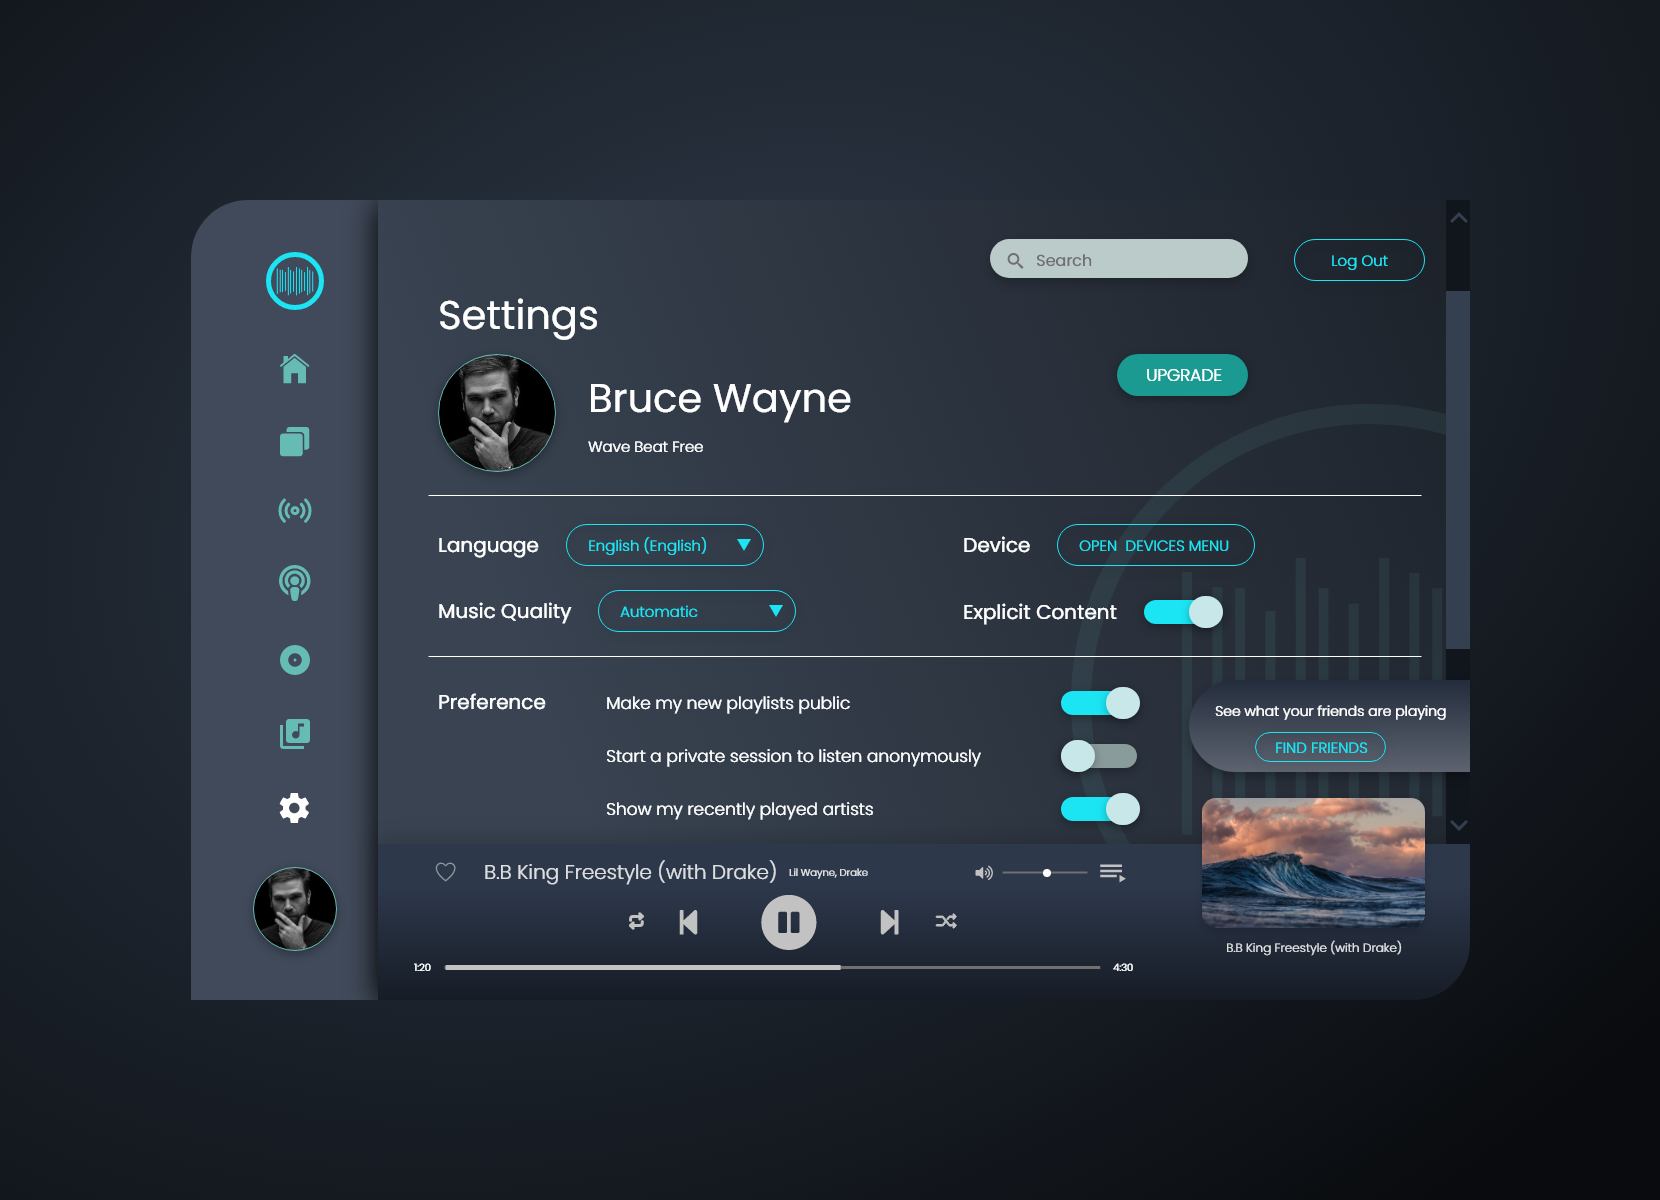 Search
Log Out
Settings
Bruce Wayne
UPGRADE
Wave Beat Free
Language
English (English)
Device
OPEN DEVICES MENU
Music Quality
Automatic
Explicit Content
Preference
Make my new playlists public
Start a private session to listen anonymously
Show my recently played artists
See what your friends are playing
FIND FRIENDS
B.B King Freestyle (with Drake)
Lil Wayne, Drake
1:20
4:30
B.B King Freestyle (with Drake)